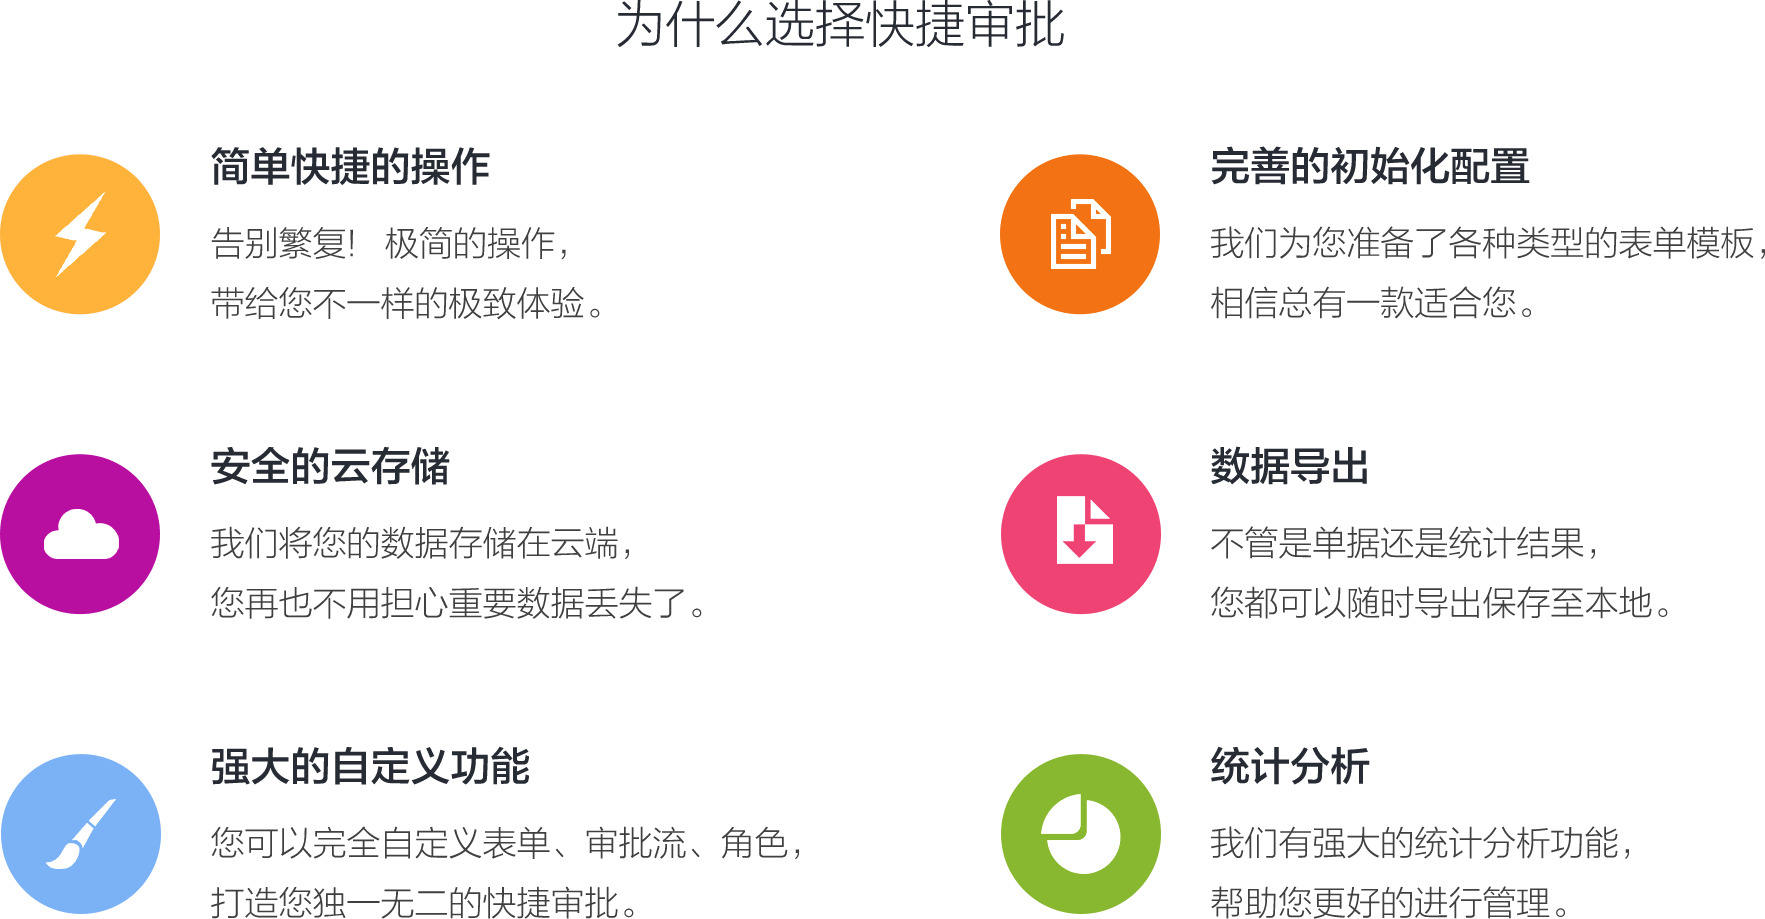 为什么选择快捷审批
简单快捷的操作
告别繁复！ 极简的操作，
带给您不一样的极致体验。
完善的初始化配置
我们为您准备了各种类型的表单模板，
相信总有一款适合您。
安全的云存储
我们将您的数据存储在云端，
您再也不用担心重要数据丢失了。
数据导出
不管是单据还是统计结果，
您都可以随时导出保存至本地。
强大的自定义功能
您可以完全自定义表单、审批流、角色，
打造您独一无二的快捷审批。
统计分析
我们有强大的统计分析功能，
帮助您更好的进行管理。